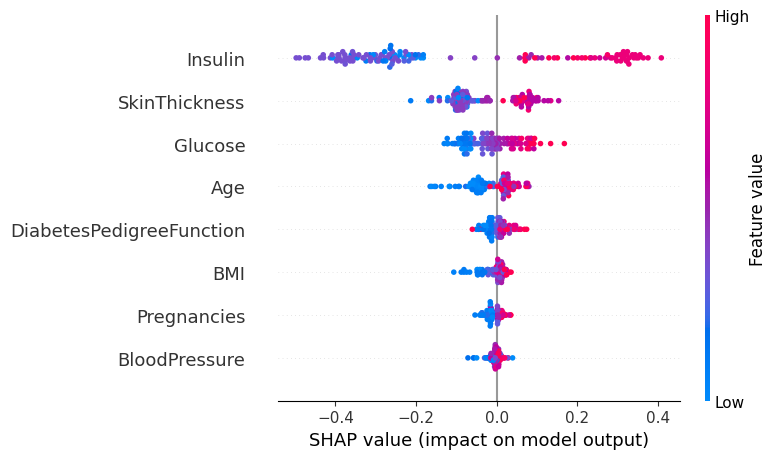 High
Insulin
SkinThickness
Glucose
Age
DiabetesPedigreeFunction
BMI
Pregnancies
BloodPressure
Feature value
Low
−0.4 −0.2 0.0 0.2 0.4
SHAP value (impact on model output)